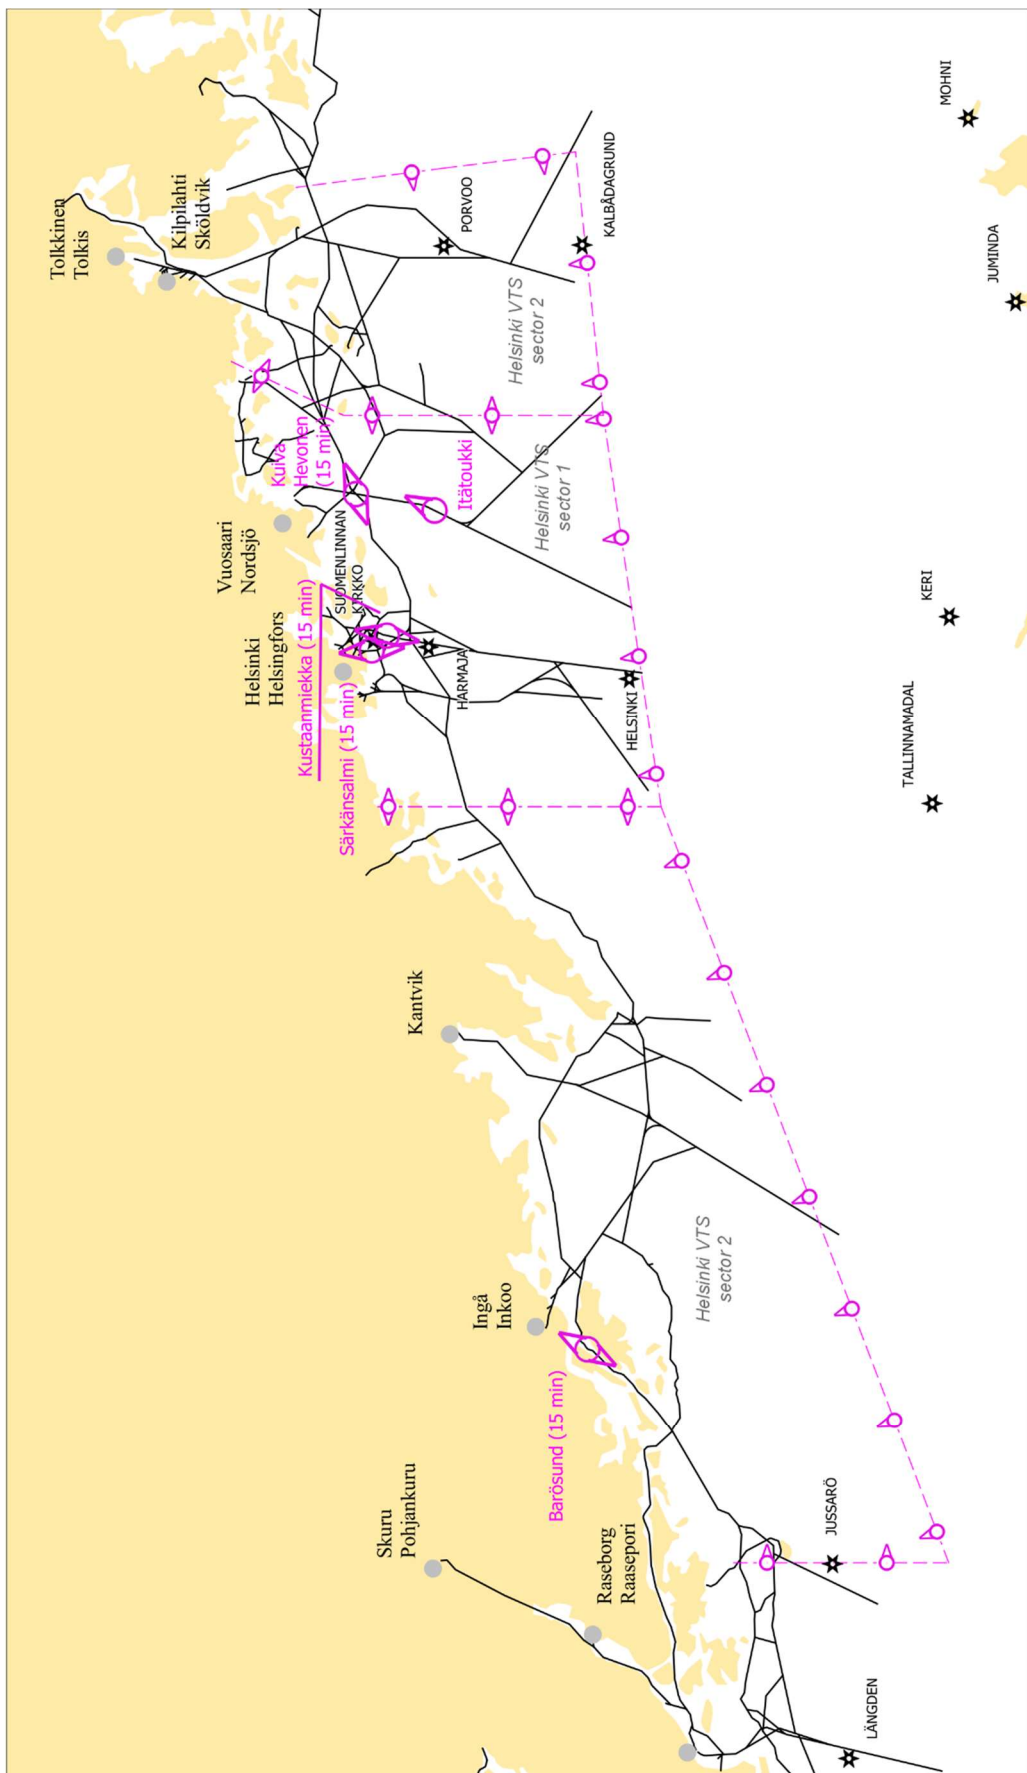 Tolkkinen
Tolkis
Kilpilahti
Sköldvik
PORVOO
KALBÅDAGRUND
MOHNI
JUMINDA
Helsinki VTS
sector 2
Kuiva
Hevonen
(15 min)
Itätoukki
Helsinki VTS
sector 1
Vuosaari
Nordsjö
SUOMENLINNAN
KIRKKO
Helsinki
Helsingfors
Kustaanmiekka (15 min)
Särkänsalmi (15 min)
HARMAJA
HELSINKI
KERI
TALLINNAMADAL
Kantvik
Ingå
Inkoo
Helsinki VTS
sector 2
Barösund (15 min)
Skuru
Pohjankuru
Raseborg
Raasepori
JUSSARÖ
LÄNGDEN